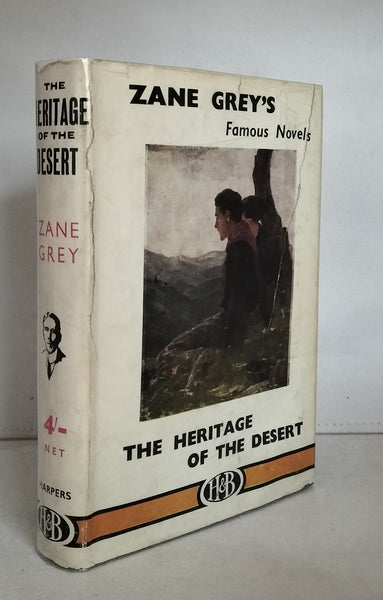 THE
HERITAGE
OF THE
DESERT
ZANE
GREY
4/-
NET
HARPERS
H&B
ZANE GREY'S
Famous Novels
THE HERITAGE
OF THE DESERT
H&B